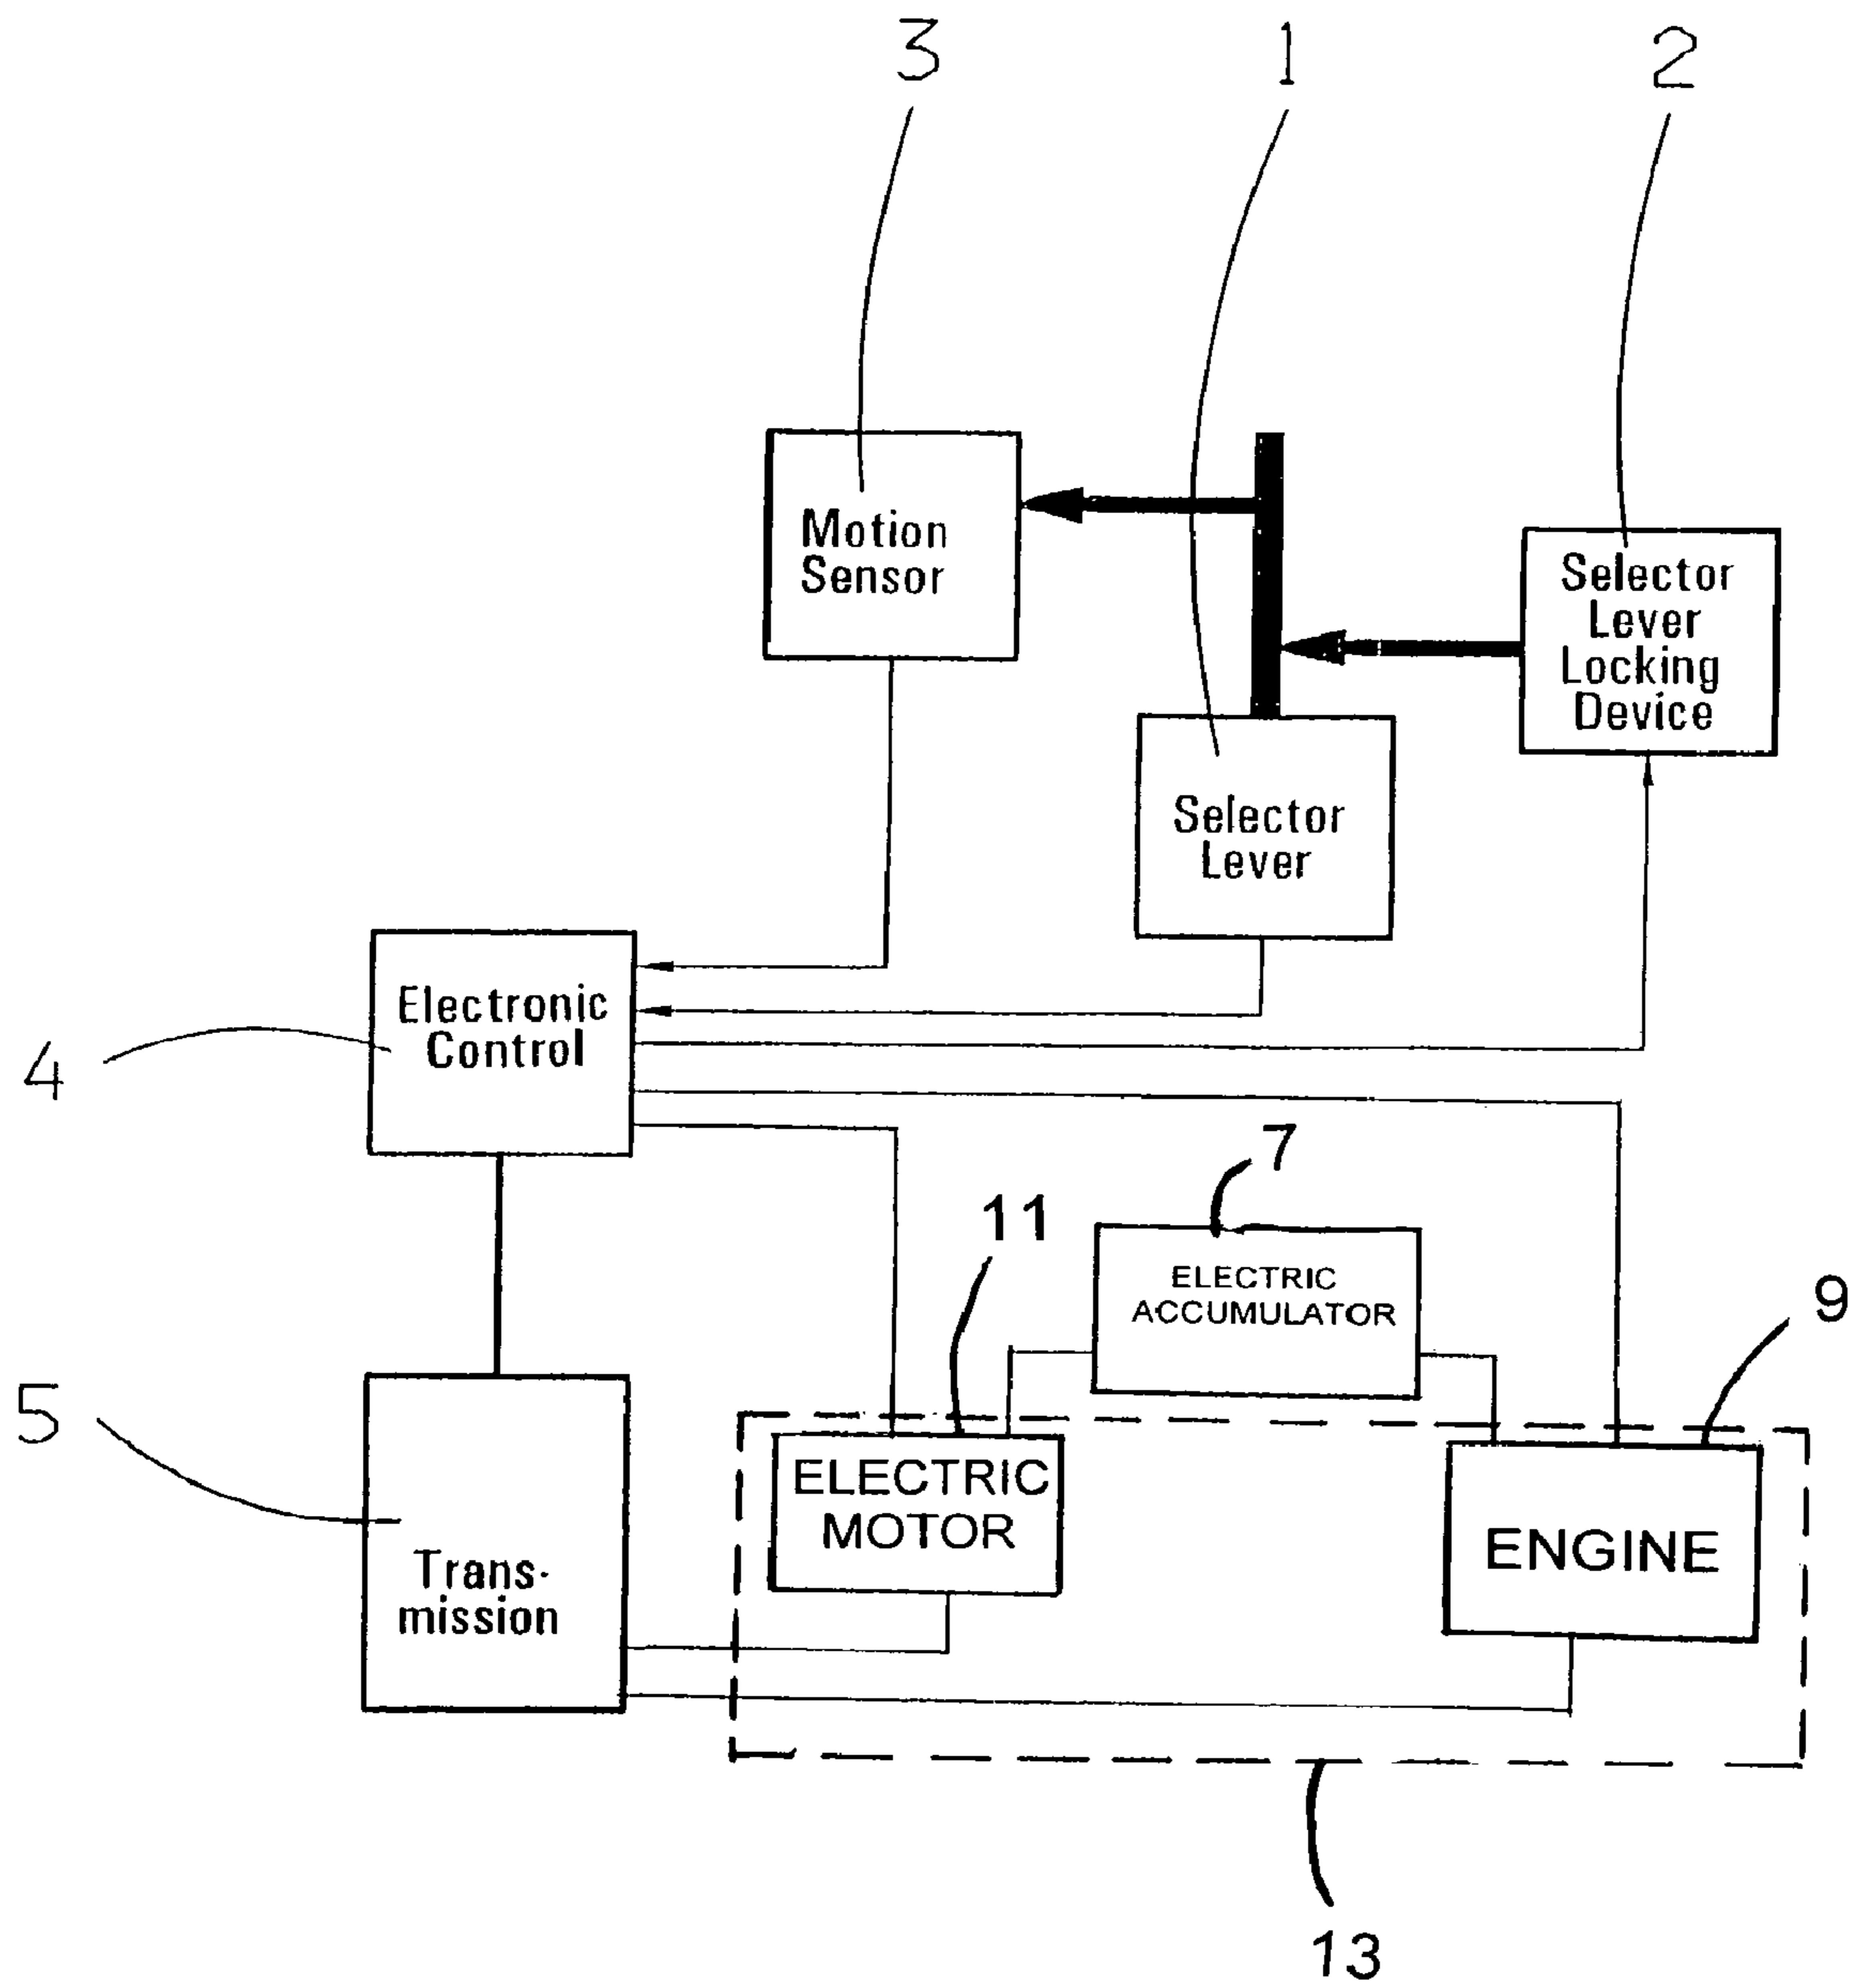 3
1
2
Motion
Sensor
Selector
Lever
Locking
Device
Selector
Lever
Electronic
Control
4
7
11
ELECTRIC
ACCUMULATOR
9
5
ELECTRIC
MOTOR
ENGINE
Trans-
mission
13